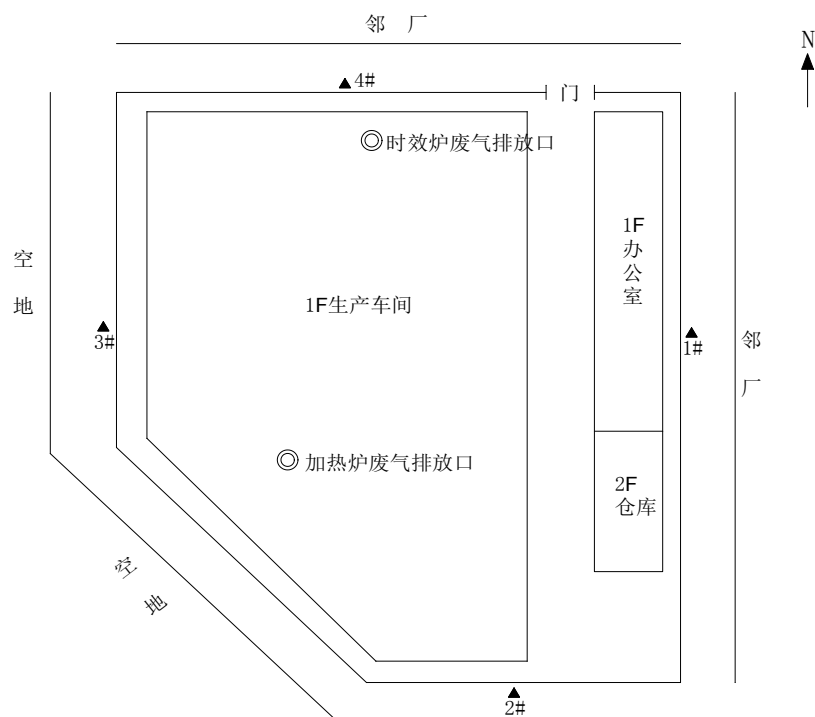 邻 厂
N
4#
门
时效炉废气排放口
1F
办
公
室
空
地
1F生产车间
3#
1#
邻
厂
加热炉废气排放口
2F
仓库
空
地
2#